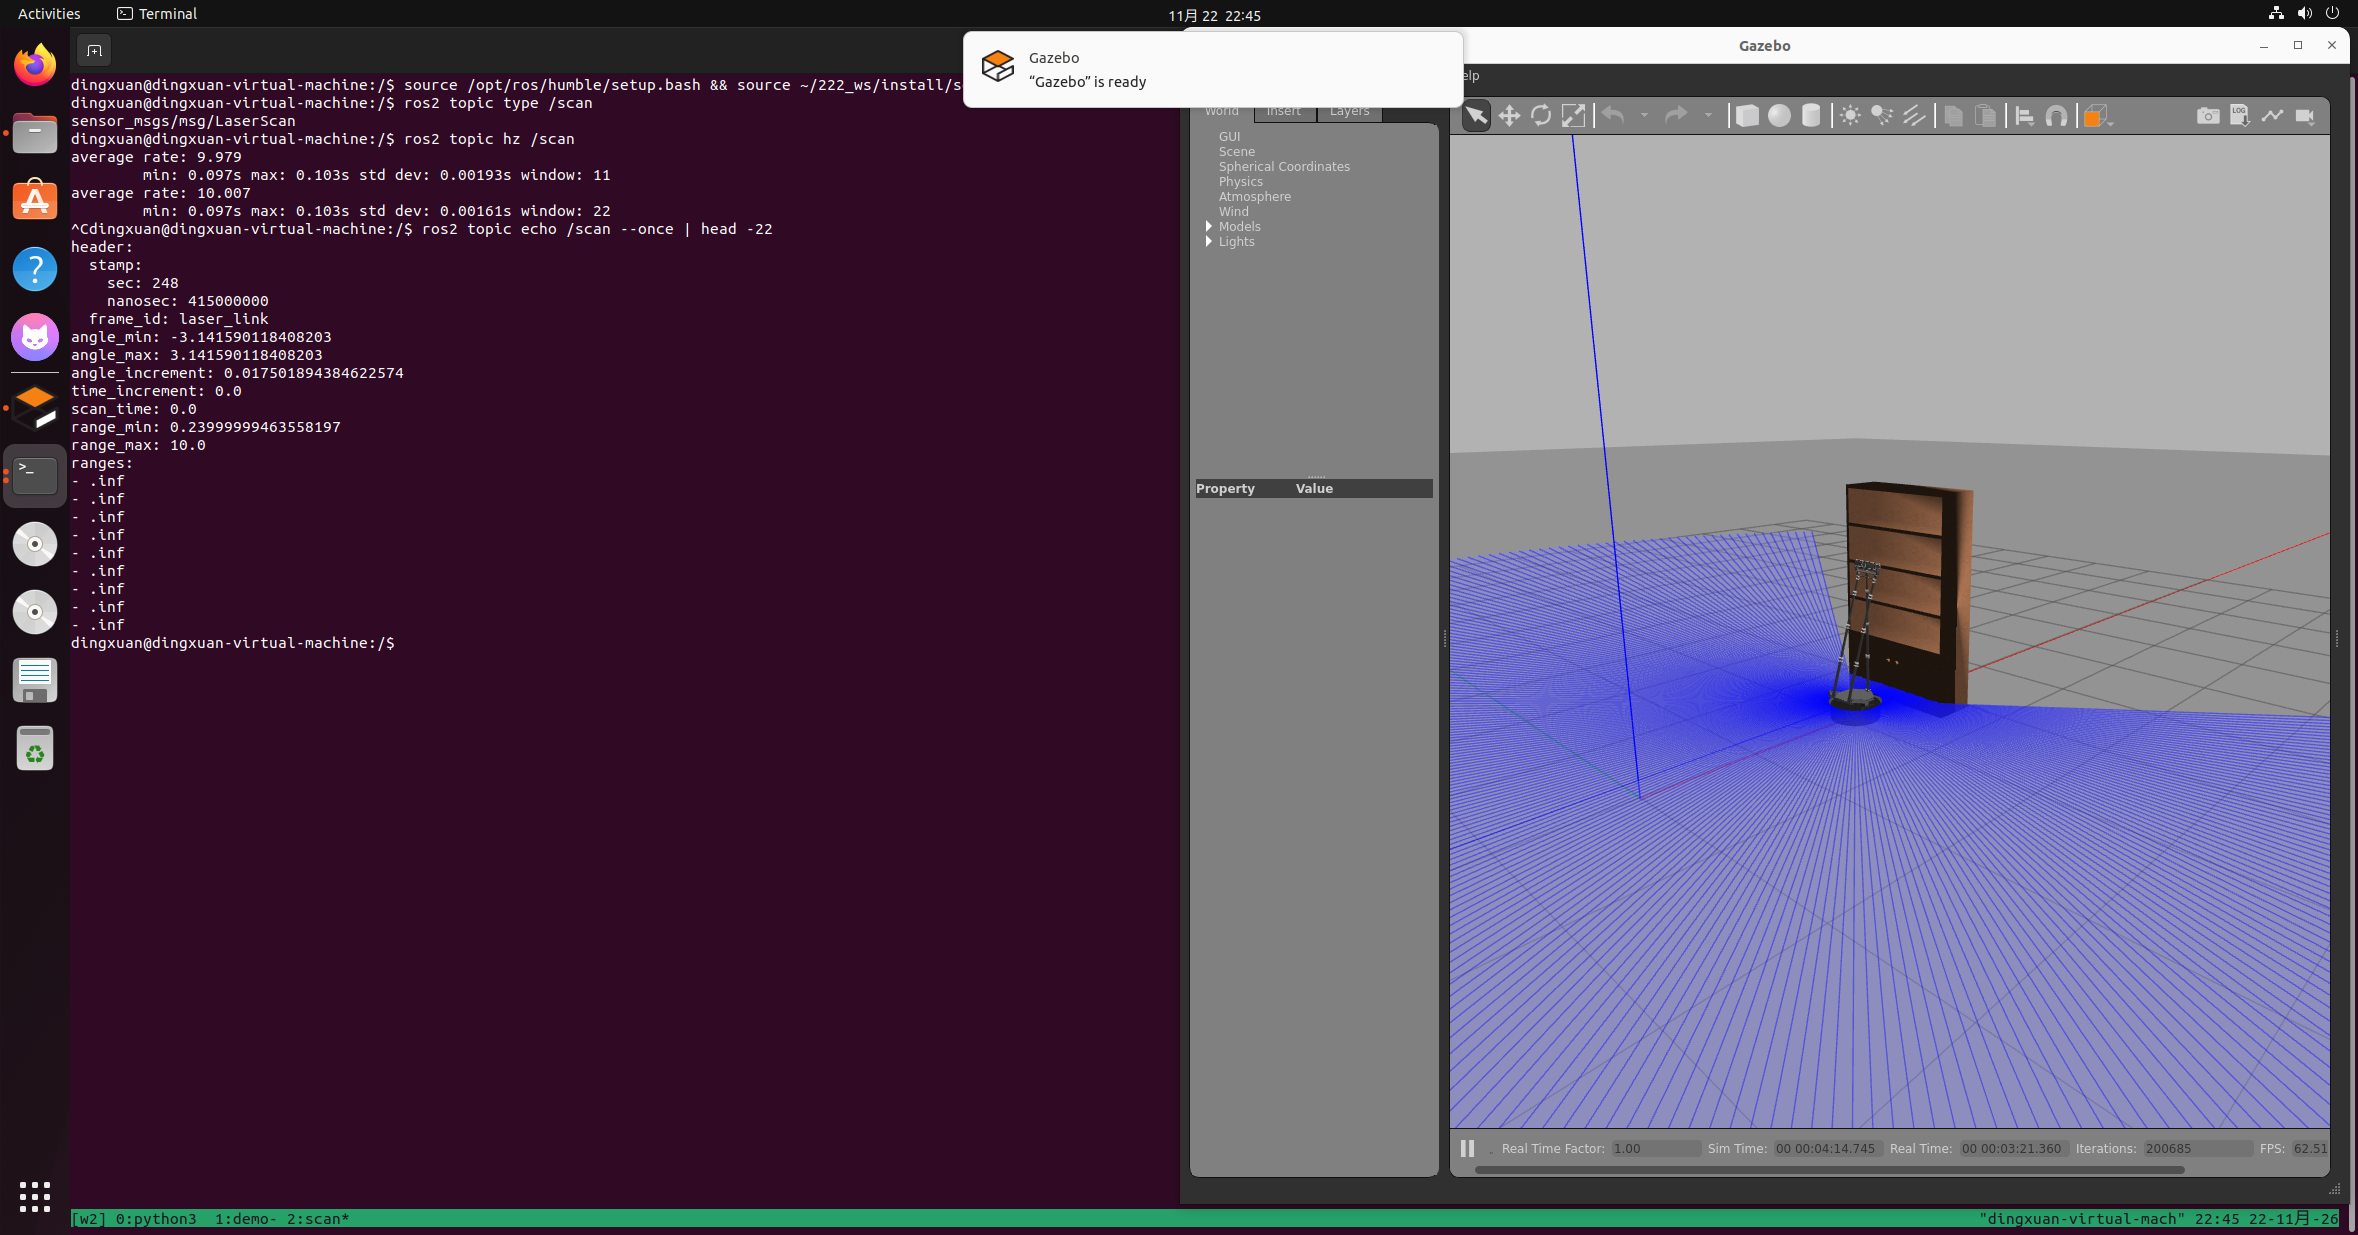 Activities Terminal 11月 22 22:45
Gazebo
“Gazebo” is ready
Gazebo
dingxuan@dingxuan-virtual-machine:/$ source /opt/ros/humble/setup.bash && source ~/222_ws/install/s
dingxuan@dingxuan-virtual-machine:/$ ros2 topic type /scan
sensor_msgs/msg/LaserScan
dingxuan@dingxuan-virtual-machine:/$ ros2 topic hz /scan
average rate: 9.979
min: 0.097s max: 0.103s std dev: 0.00193s window: 11
average rate: 10.007
min: 0.097s max: 0.103s std dev: 0.00161s window: 22
^Cdingxuan@dingxuan-virtual-machine:/$ ros2 topic echo /scan --once | head -22
header:
stamp:
sec: 248
nanosec: 415000000
frame_id: laser_link
angle_min: -3.141590118408203
angle_max: 3.141590118408203
angle_increment: 0.017501894384622574
time_increment: 0.0
scan_time: 0.0
range_min: 0.23999999463558197
range_max: 10.0
ranges:
- .inf
- .inf
- .inf
- .inf
- .inf
- .inf
- .inf
- .inf
- .inf
dingxuan@dingxuan-virtual-machine:/$
elp
World Insert Layers
LOG
GUI
Scene
Spherical Coordinates
Physics
Atmosphere
Wind
Models
Lights
Property Value
Real Time Factor: 1.00 Sim Time: 00 00:04:14.745 Real Time: 00 00:03:21.360 Iterations: 200685 FPS: 62.51
[w2] 0:python3 1:demo- 2:scan* "dingxuan-virtual-mach" 22:45 22-11月-26